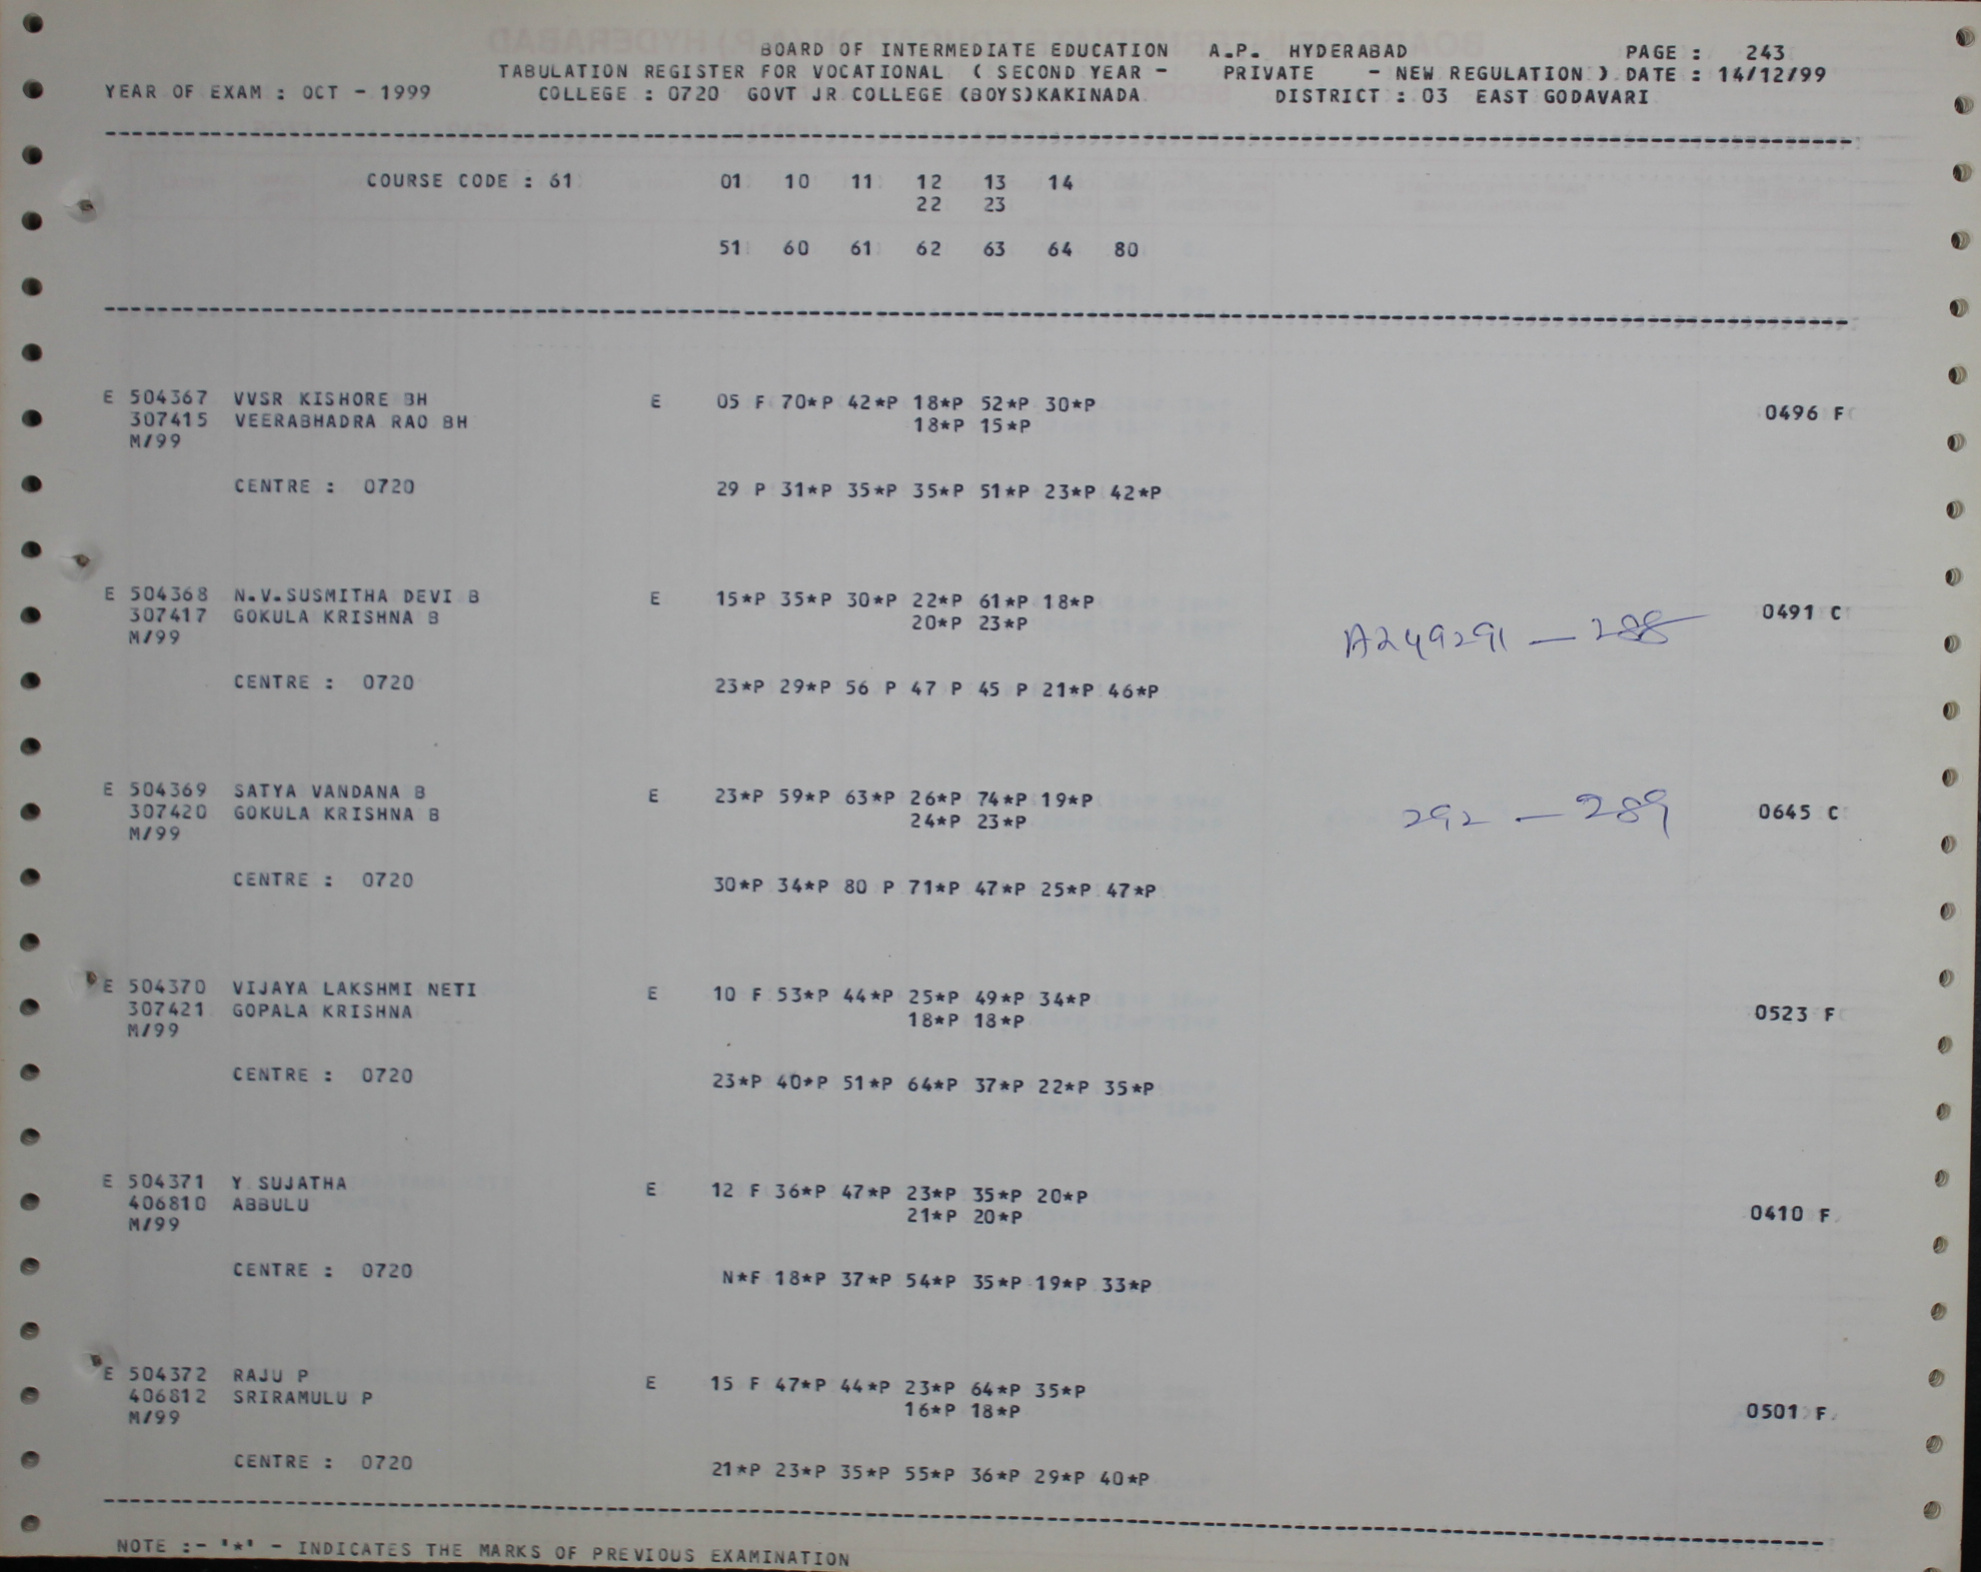 BOARD OF INTERMEDIATE EDUCATION A.P. HYDERABAD PAGE : 243
TABULATION REGISTER FOR VOCATIONAL ( SECOND YEAR - PRIVATE - NEW REGULATION ) DATE : 14/12/99
YEAR OF EXAM : OCT - 1999 COLLEGE : 0720 GOVT JR COLLEGE (BOYS)KAKINADA DISTRICT : 03 EAST GODAVARI
COURSE CODE : 61 01 10 11 12 13 14
22 23
51 60 61 62 63 64 80
E 504367 VVSR KISHORE BH E 05 F 70*P 42*P 18*P 52*P 30*P 0496 F
307415 VEERABHADRA RAO BH 18*P 15*P
M/99
CENTRE : 0720 29 P 31*P 35*P 35*P 51*P 23*P 42*P
E 504368 N.V.SUSMITHA DEVI B E 15*P 35*P 30*P 22*P 61*P 18*P 0491 C
307417 GOKULA KRISHNA B 20*P 23*P A249291 — 288
M/99
CENTRE : 0720 23*P 29*P 56 P 47 P 45 P 21*P 46*P
E 504369 SATYA VANDANA B E 23*P 59*P 63*P 26*P 74*P 19*P 0645 C
307420 GOKULA KRISHNA B 24*P 23*P 292 — 289
M/99
CENTRE : 0720 30*P 34*P 80 P 71*P 47*P 25*P 47*P
E 504370 VIJAYA LAKSHMI NETI E 10 F 53*P 44*P 25*P 49*P 34*P
307421 GOPALA KRISHNA 18*P 18*P 0523 F
M/99
CENTRE : 0720 23*P 40*P 51*P 64*P 37*P 22*P 35*P
E 504371 Y SUJATHA E 12 F 36*P 47*P 23*P 35*P 20*P
406810 ABBULU 21*P 20*P 0410 F
M/99
CENTRE : 0720 N*F 18*P 37*P 54*P 35*P 19*P 33*P
E 504372 RAJU P E 15 F 47*P 44*P 23*P 64*P 35*P
406812 SRIRAMULU P 16*P 18*P 0501 F
M/99
CENTRE : 0720 21*P 23*P 35*P 55*P 36*P 29*P 40*P
NOTE :- '*' - INDICATES THE MARKS OF PREVIOUS EXAMINATION